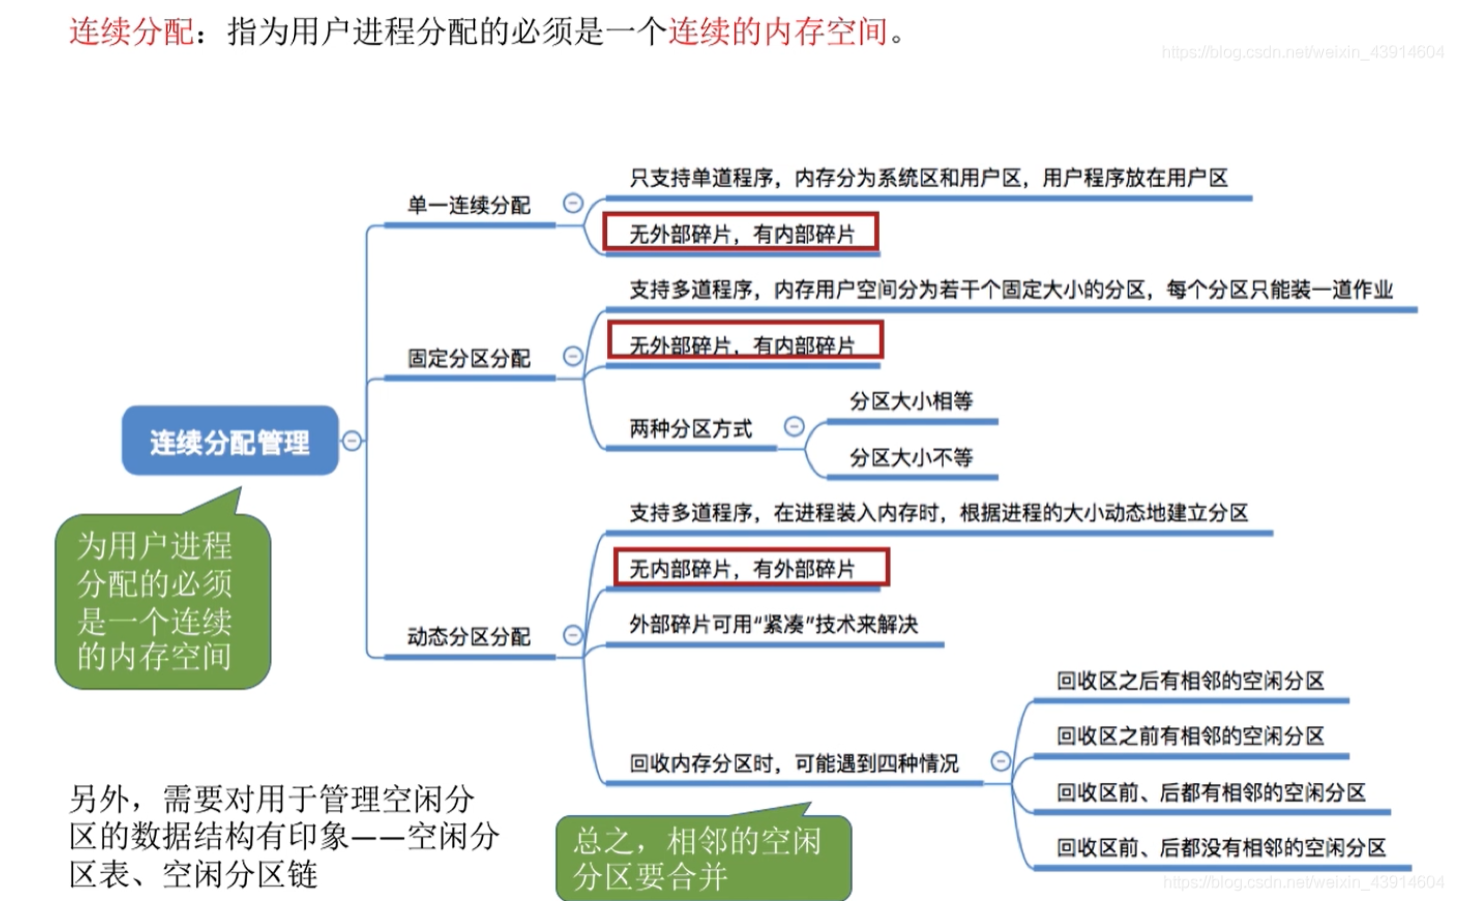 连续分配：指为用户进程分配的必须是一个连续的内存空间。
https://blog.csdn.net/weixin_43914604
只支持单道程序，内存分为系统区和用户区，用户程序放在用户区
单一连续分配
无外部碎片，有内部碎片
支持多道程序，内存用户空间分为若干个固定大小的分区，每个分区只能装一道作业
无外部碎片，有内部碎片
固定分区分配
分区大小相等
两种分区方式
分区大小不等
连续分配管理
为用户进程
分配的必须
是一个连续
的内存空间
支持多道程序，在进程装入内存时，根据进程的大小动态地建立分区
无内部碎片，有外部碎片
外部碎片可用“紧凑”技术来解决
动态分区分配
回收区之后有相邻的空闲分区
回收区之前有相邻的空闲分区
回收内存分区时，可能遇到四种情况
回收区前、后都有相邻的空闲分区
回收区前、后都没有相邻的空闲分区
总之，相邻的空闲
分区要合并
另外，需要对用于管理空闲分
区的数据结构有印象——空闲分
区表、空闲分区链
https://blog.csdn.net/weixin_43914604